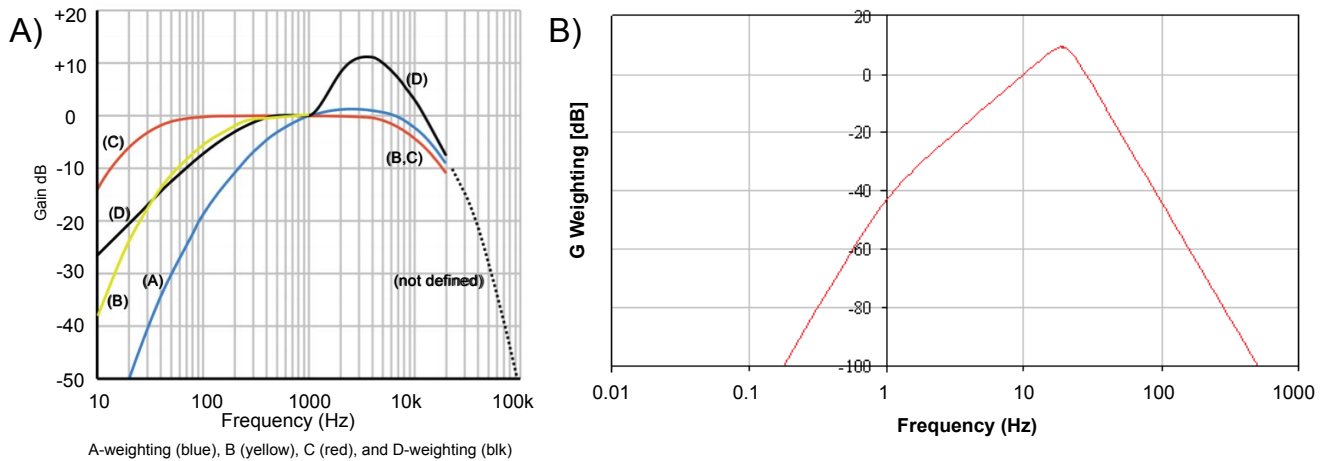 A)
+20
+10
0
-10
-20
-30
-40
-50
Gain dB
(C)
(D)
(B)
(A)
(D)
(B,C)
(not defined)
10 100 1000 10k 100k
Frequency (Hz)
A-weighting (blue), B (yellow), C (red), and D-weighting (blk)
B)
20
0
-20
-40
-60
-80
-100
G Weighting [dB]
0.01 0.1 1 10 100 1000
Frequency (Hz)